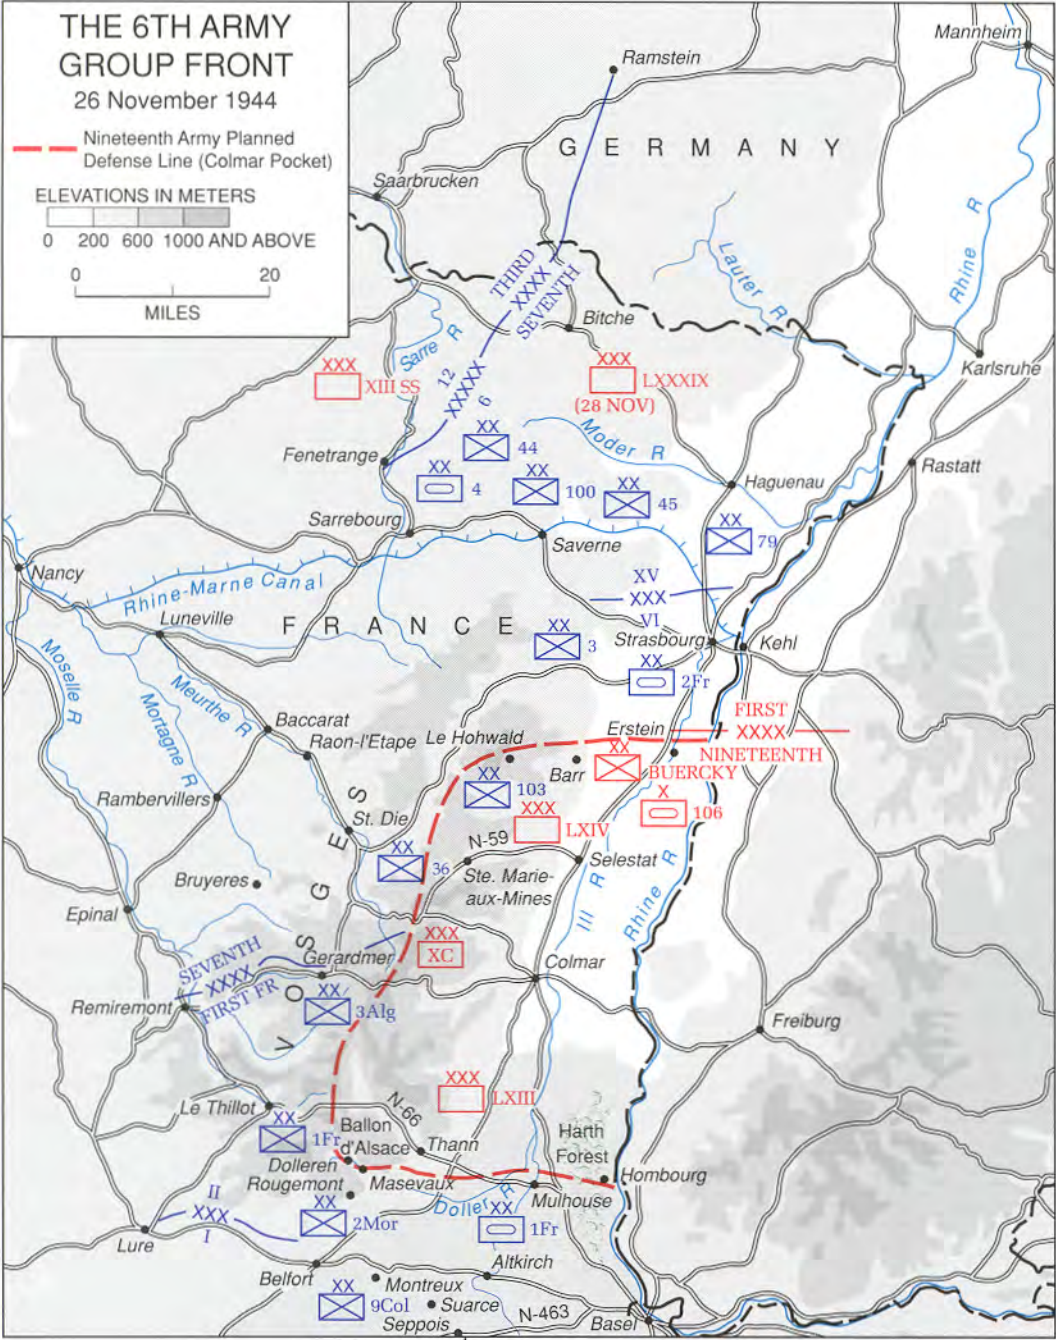 THE 6TH ARMY
GROUP FRONT
26 November 1944
Nineteenth Army Planned
Defense Line (Colmar Pocket)
ELEVATIONS IN METERS
0 200 600 1000 AND ABOVE
0 20
MILES
Mannheim
Ramstein
GERMANY
Saarbrucken
Rhine R
Lauter R
THIRD
XXXX
SEVENTH
Bitche
Sarre R
Karlsruhe
XXX
XIII SS
12
XXXXX
6
XXX
LXXXIX
(28 NOV)
Moder R
XX
44
Fenetrange
Rastatt
XX
4
XX
100
XX
45
Haguenau
Sarrebourg
Saverne
XX
79
Nancy
Rhine-Marne Canal
XV
XXX
VI
Luneville
FRANCE
XX
3
Strasbourg
Kehl
Moselle R
Meurthe R
Mortagne R
XX
2Fr
Baccarat
Raon-l'Etape
Le Hohwald
Erstein
FIRST
XXXX
NINETEENTH
Barr
XX
BUERCKY
Rambervillers
XX
103
X
106
St. Die
XXX
LXIV
VOSGES
N-59
Selestat
XX
36
Ste. Marie-
aux-Mines
Bruyeres
Ill R
Rhine R
Epinal
XXX
XC
SEVENTH
XXXX
FIRST FR
Gerardmer
Colmar
Remiremont
XX
3Alg
Freiburg
XXX
LXIII
Le Thillot
N-66
XX
1Fr
Ballon
d'Alsace
Thann
Harth
Forest
Dolleren
Rougemont
Masevaux
Hombourg
Mulhouse
Doller R
II
XXX
I
XX
2Mor
XX
1Fr
Lure
Belfort
Altkirch
Montreux
XX
9Col
Suarce
Seppois
N-463
Basel